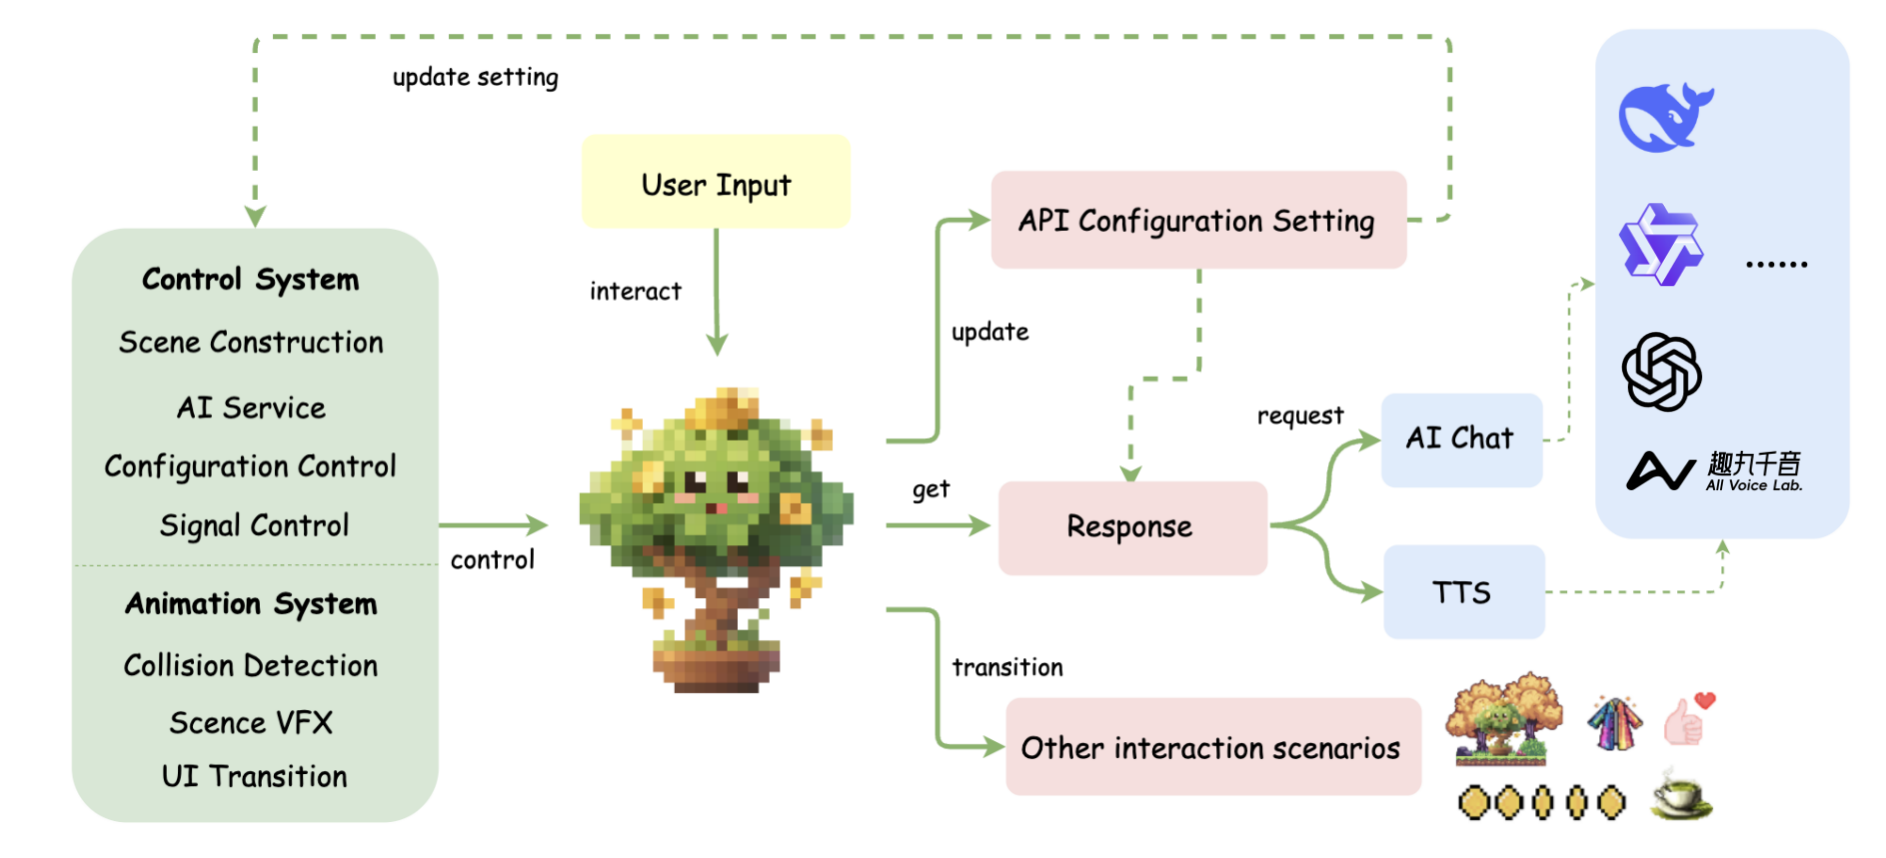 update setting
User Input
interact
API Configuration Setting
update
Control System
Scene Construction
AI Service
Configuration Control
Signal Control
control
Animation System
Collision Detection
Scence VFX
UI Transition
get
Response
request
AI Chat
TTS
transition
Other interaction scenarios
......
趣丸千音
All Voice Lab.